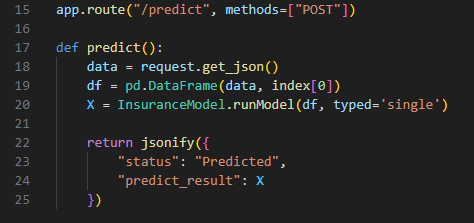 15 app.route("/predict", methods=["POST"])
16
17 def predict():
18     data = request.get_json()
19     df = pd.DataFrame(data, index[0])
20     X = InsuranceModel.runModel(df, typed='single')
21
22     return jsonify({
23         "status": "Predicted",
24         "predict_result": X
25     })